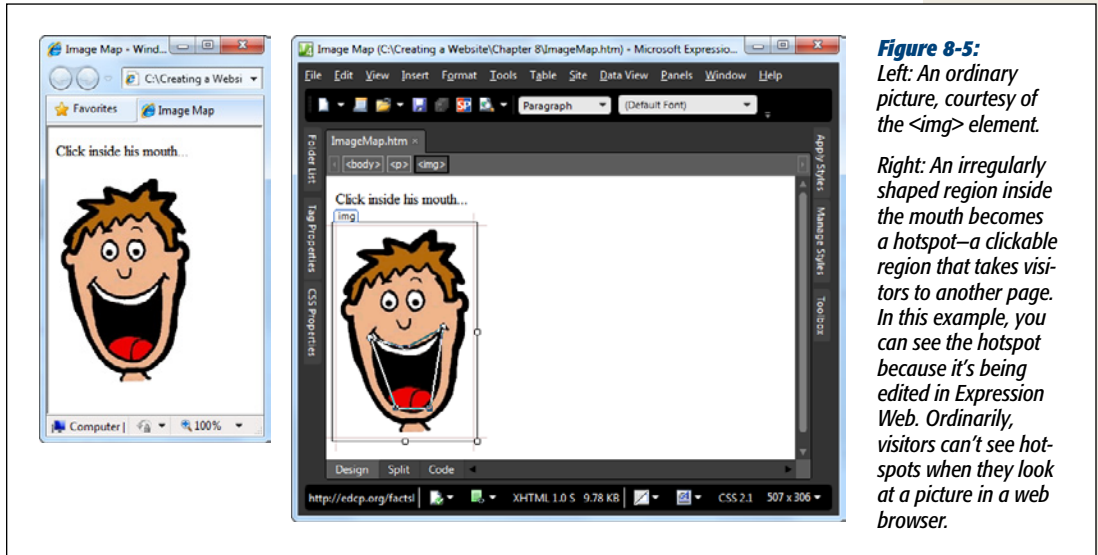 Image Map - Wind...
C:\Creating a Websi
Favorites
Image Map
Click inside his mouth...
Computer |
100%
Image Map (C:\Creating a Website\Chapter 8\ImageMap.htm) - Microsoft Expressio...
File Edit View Insert Format Tools Table Site Data View Panels Window Help
SP
Paragraph
(Default Font)
Folder List
Tag Properties
CSS Properties
ImageMap.htm ×
<body> <p> <img>
Click inside his mouth...
img
Apply Styles
Manage Styles
Toolbox
Design Split Code
http://edcp.org/factsl
XHTML 1.0 S 9.78 KB
CSS 2.1 507 x 306
Figure 8-5:
Left: An ordinary
picture, courtesy of
the <img> element.
Right: An irregularly
shaped region inside
the mouth becomes
a hotspot—a clickable
region that takes visi-
tors to another page.
In this example, you
can see the hotspot
because it’s being
edited in Expression
Web. Ordinarily,
visitors can’t see hot-
spots when they look
at a picture in a web
browser.